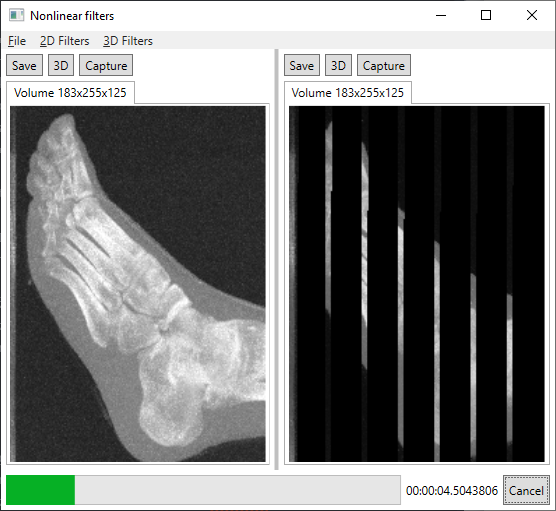 Nonlinear filters
File 2D Filters 3D Filters
Save 3D Capture
Volume 183x255x125
Save 3D Capture
Volume 183x255x125
00:00:04.5043806 Cancel